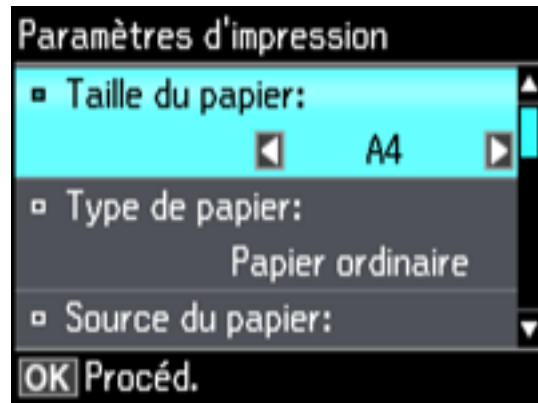 Paramètres d'impression
Taille du papier:
A4
Type de papier:
Papier ordinaire
Source du papier:
OK Procéd.